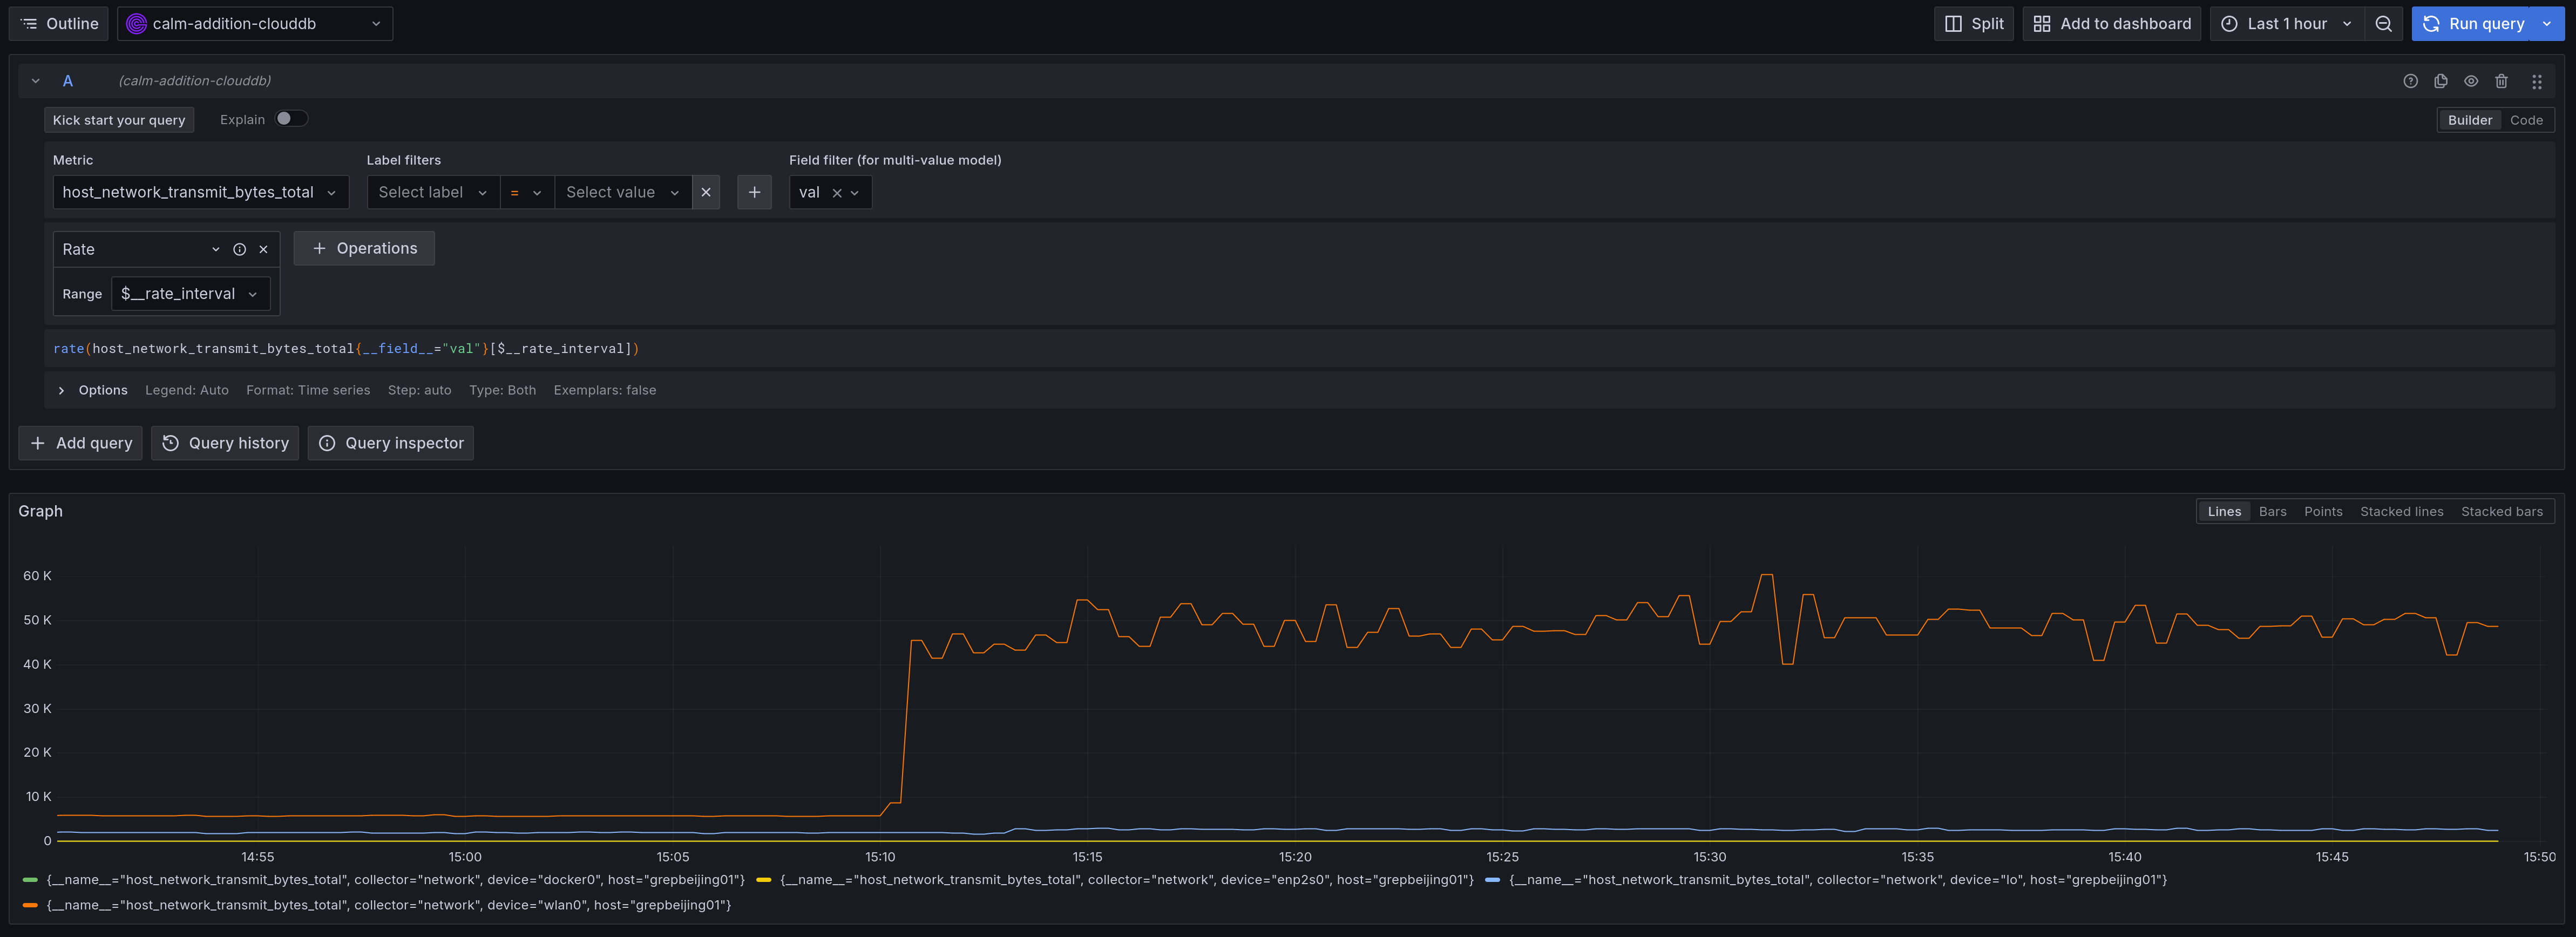 Outline calm-addition-clouddb Split Add to dashboard Last 1 hour Run query
A (calm-addition-clouddb)
Kick start your query Explain Builder Code
Metric Label filters Field filter (for multi-value model)
host_network_transmit_bytes_total Select label = Select value val
Rate Operations
Range $__rate_interval
rate(host_network_transmit_bytes_total{__field__="val"}[$__rate_interval])
Options Legend: Auto Format: Time series Step: auto Type: Both Exemplars: false
Add query Query history Query inspector
Graph Lines Bars Points Stacked lines Stacked bars
60 K
50 K
40 K
30 K
20 K
10 K
0
14:55 15:00 15:05 15:10 15:15 15:20 15:25 15:30 15:35 15:40 15:45 15:50
{__name__="host_network_transmit_bytes_total", collector="network", device="docker0", host="grepbeijing01"} {__name__="host_network_transmit_bytes_total", collector="network", device="enp2s0", host="grepbeijing01"} {__name__="host_network_transmit_bytes_total", collector="network", device="lo", host="grepbeijing01"}
{__name__="host_network_transmit_bytes_total", collector="network", device="wlan0", host="grepbeijing01"}